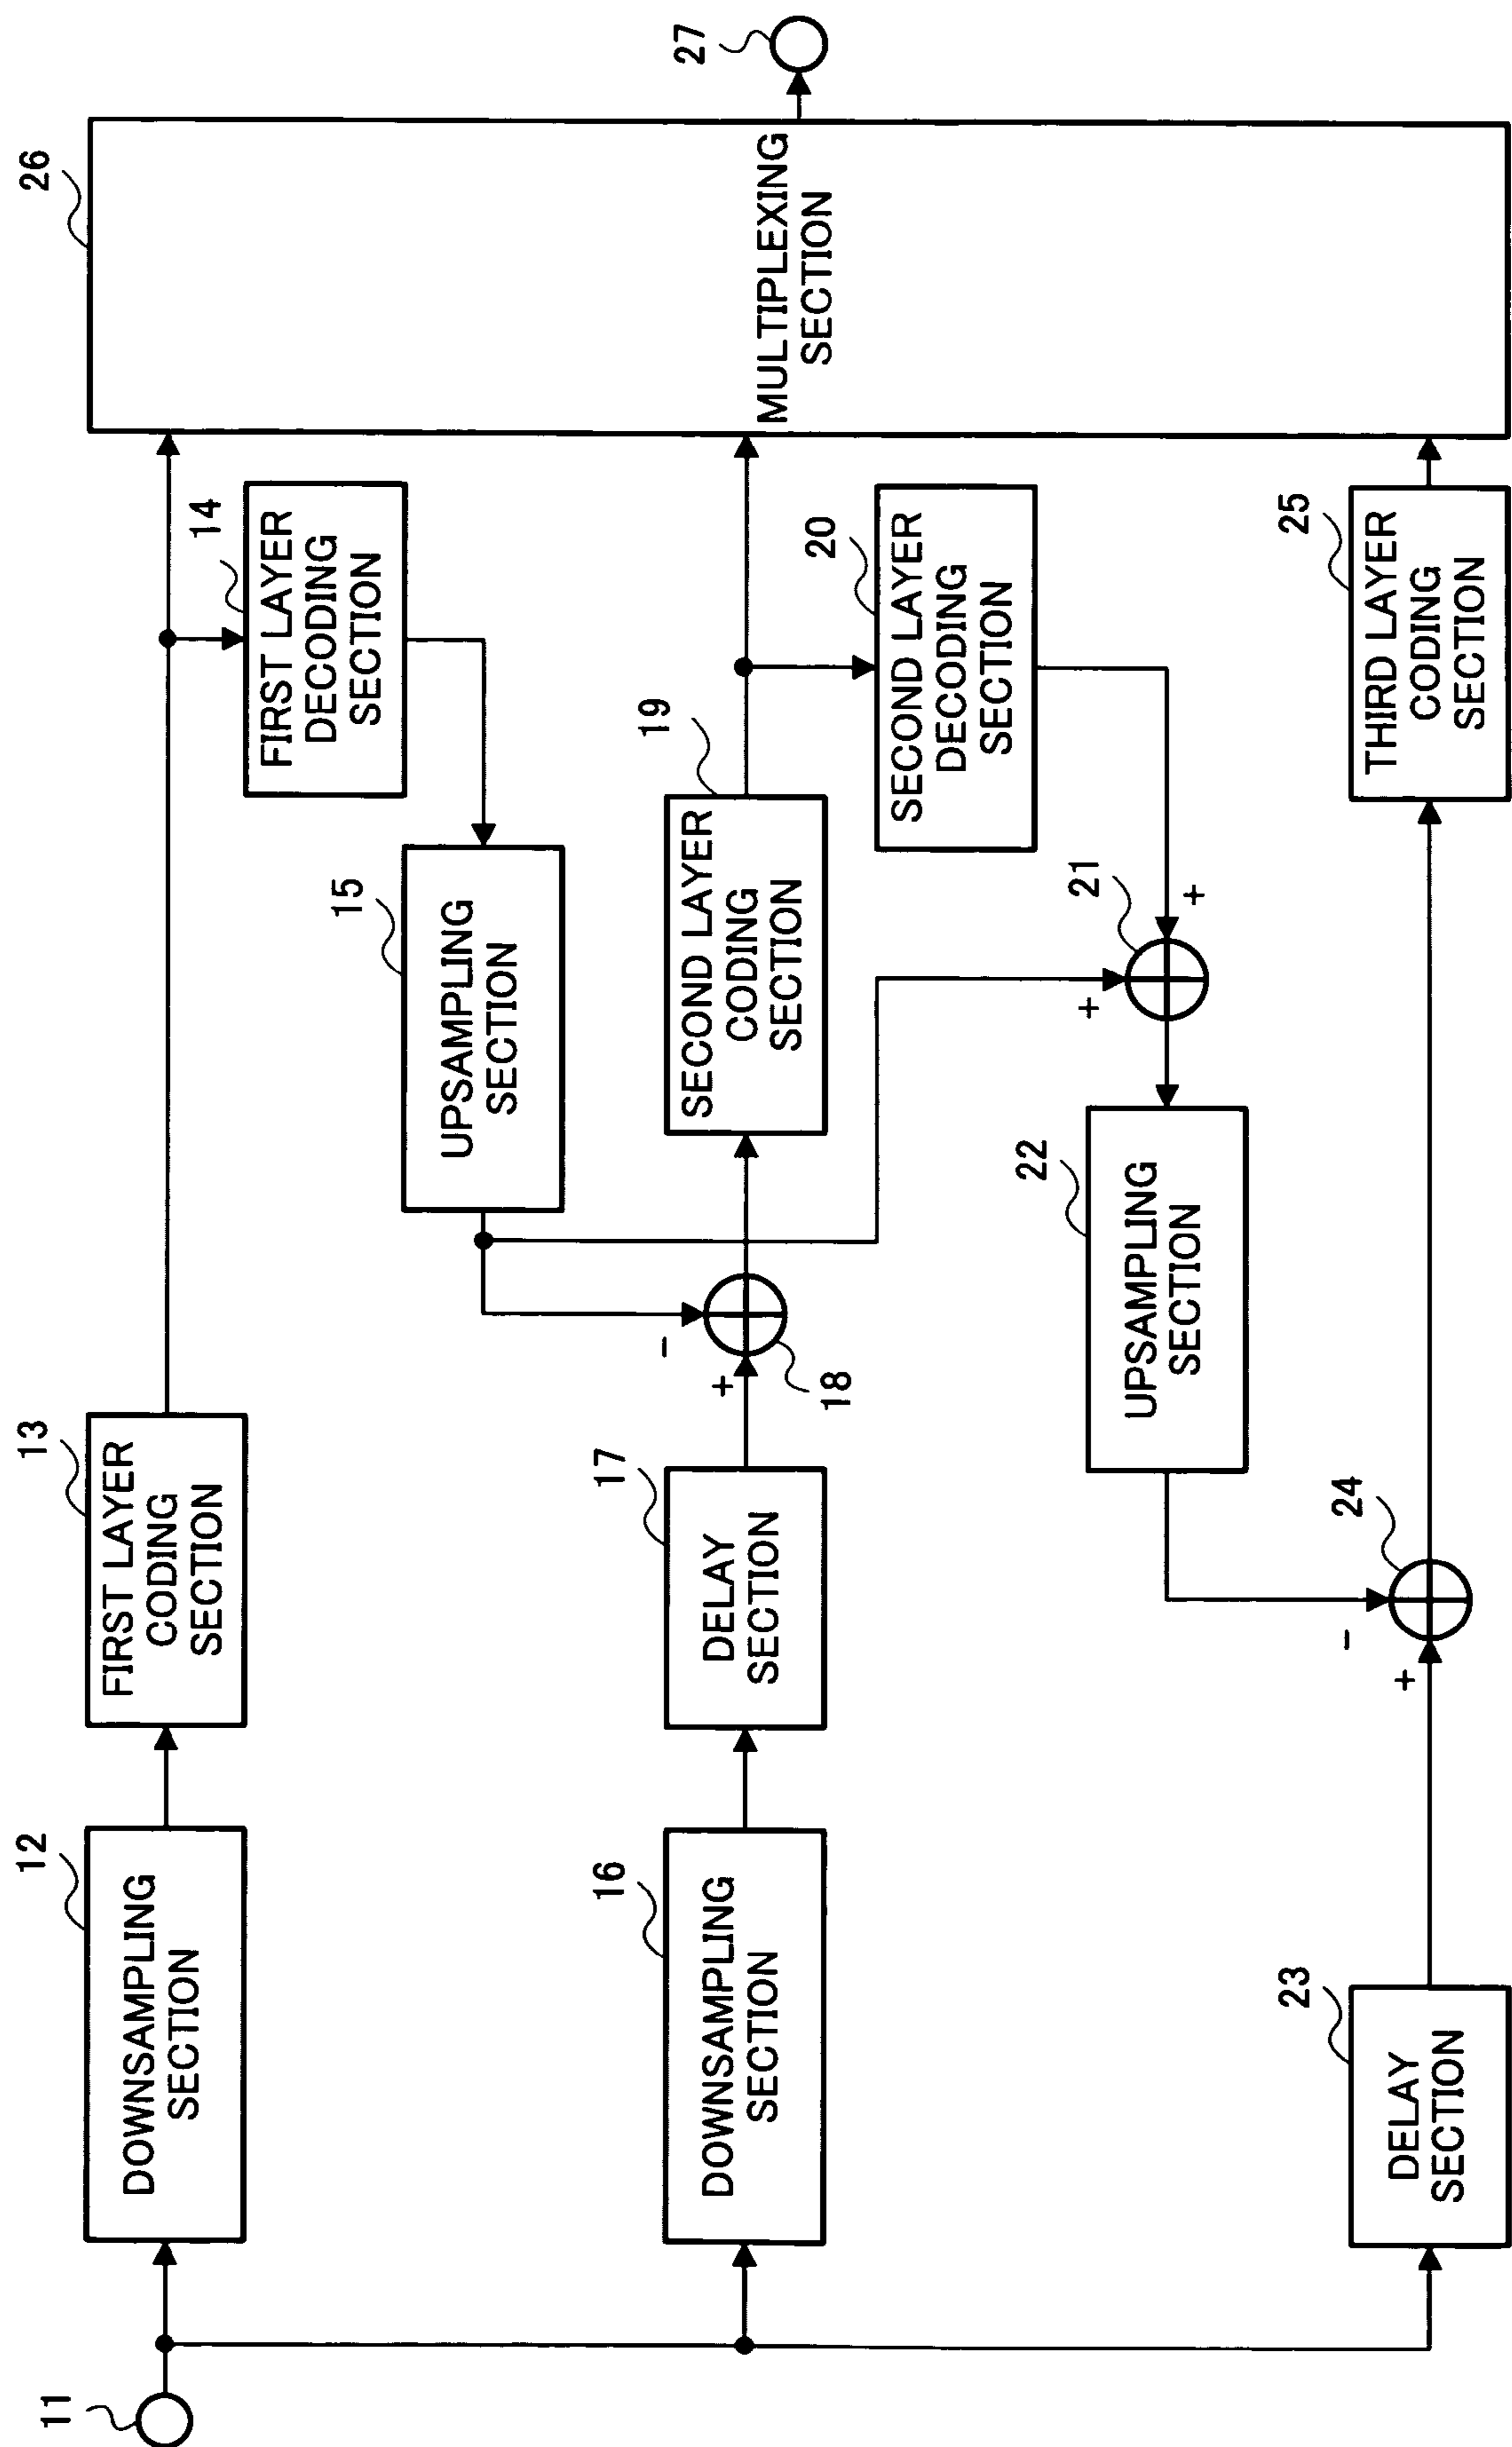 11
12
DOWNSAMPLING
SECTION
13
FIRST LAYER
CODING
SECTION
14
FIRST LAYER
DECODING
SECTION
15
UPSAMPLING
SECTION
16
DOWNSAMPLING
SECTION
17
DELAY
SECTION
-
+
18
19
SECOND LAYER
CODING
SECTION
20
SECOND LAYER
DECODING
SECTION
21
+
+
22
UPSAMPLING
SECTION
23
DELAY
SECTION
24
-
+
25
THIRD LAYER
CODING
SECTION
26
MULTIPLEXING
SECTION
27